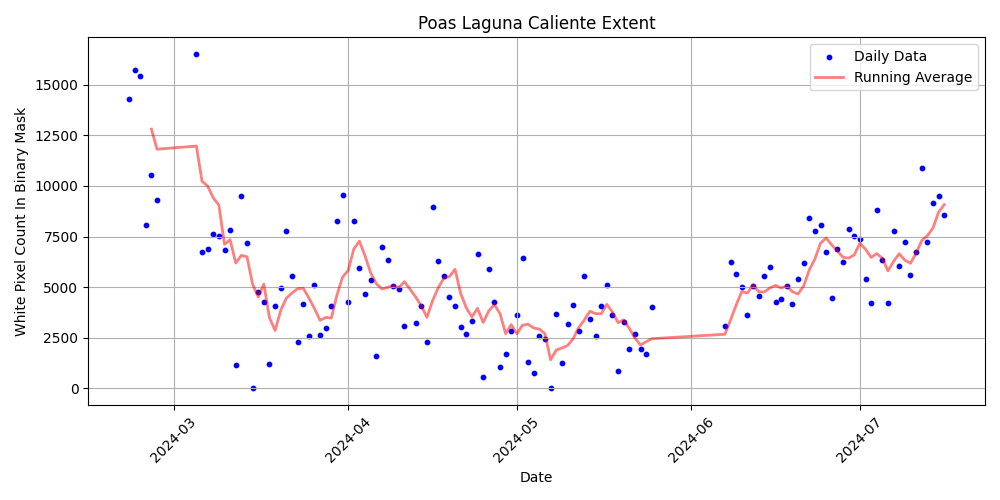 Poas Laguna Caliente Extent
Daily Data
Running Average
White Pixel Count In Binary Mask
15000
12500
10000
7500
5000
2500
0
2024-03
2024-04
2024-05
2024-06
2024-07
Date